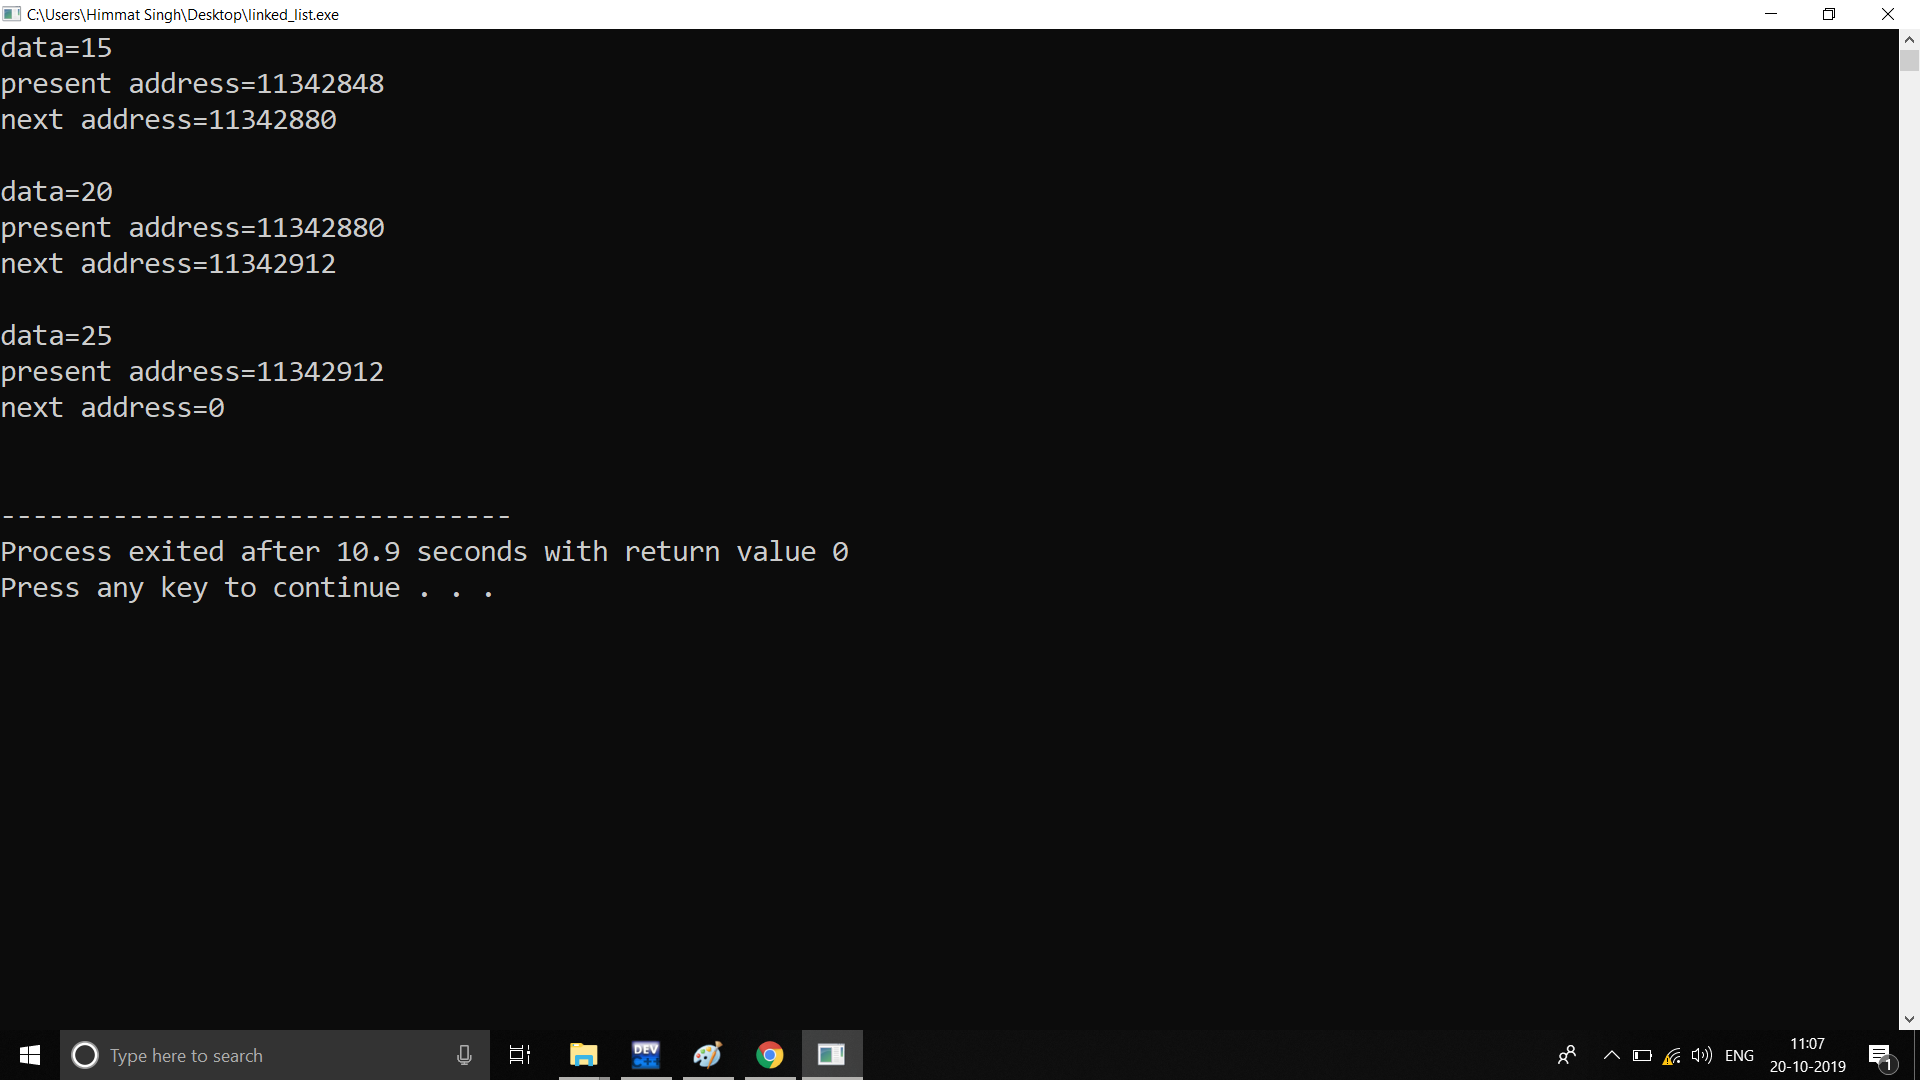 C:\Users\Himmat Singh\Desktop\linked_list.exe
data=15
present address=11342848
next address=11342880
data=20
present address=11342880
next address=11342912
data=25
present address=11342912
next address=0
--------------------------------
Process exited after 10.9 seconds with return value 0
Press any key to continue . . .
Type here to search
DEV
C++
ENG
11:07
20-10-2019
1